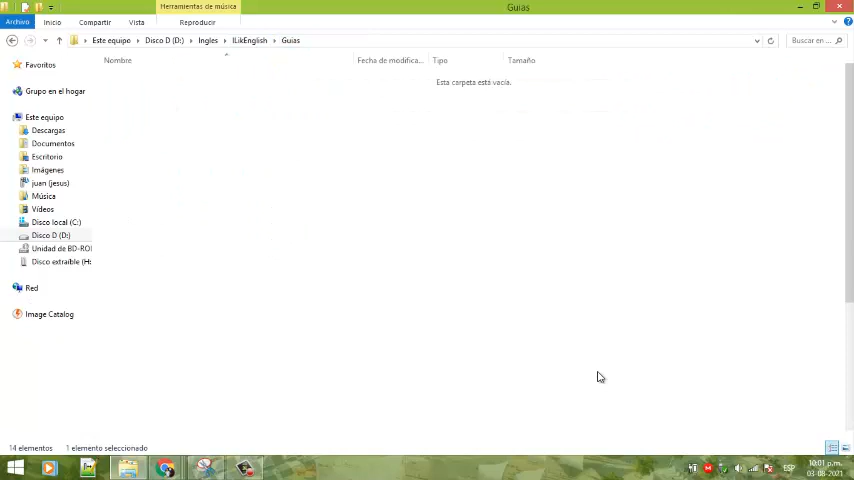 Herramientas de música
Guias
Archivo
Inicio
Compartir
Vista
Reproducir
Este equipo
Disco D (D:)
Ingles
ILikEnglish
Guias
Buscar en ...
Nombre
Fecha de modifica...
Tipo
Tamaño
Esta carpeta está vacía.
Favoritos
Grupo en el hogar
Este equipo
Descargas
Documentos
Escritorio
Imágenes
juan (jesus)
Música
Vídeos
Disco local (C:)
Disco D (D:)
Unidad de BD-RO
Disco extraíble (H:
Red
Image Catalog
14 elementos
1 elemento seleccionado
ESP
10:01 p.m.
03-08-2021